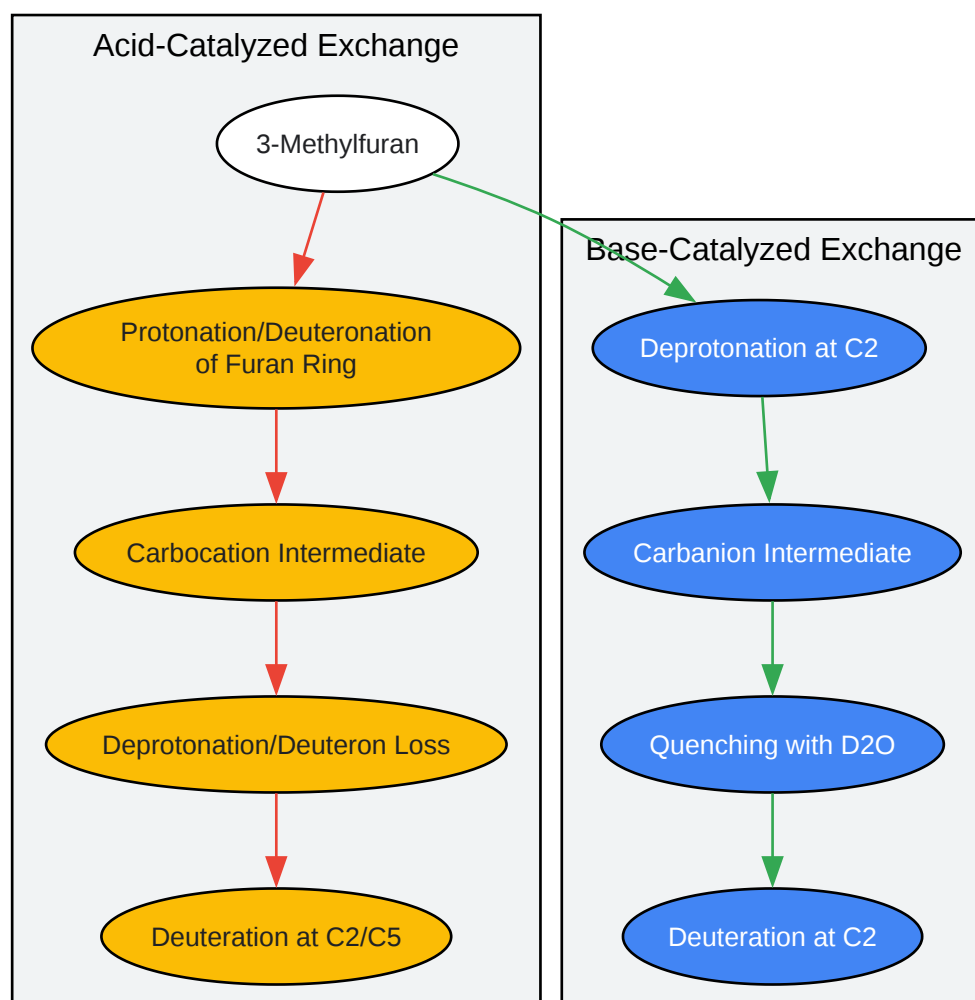 Acid-Catalyzed Exchange
3-Methylfuran
Protonation/Deuteronation
of Furan Ring
Carbocation Intermediate
Deprotonation/Deuteron Loss
Deuteration at C2/C5
Base-Catalyzed Exchange
Deprotonation at C2
Carbanion Intermediate
Quenching with D2O
Deuteration at C2